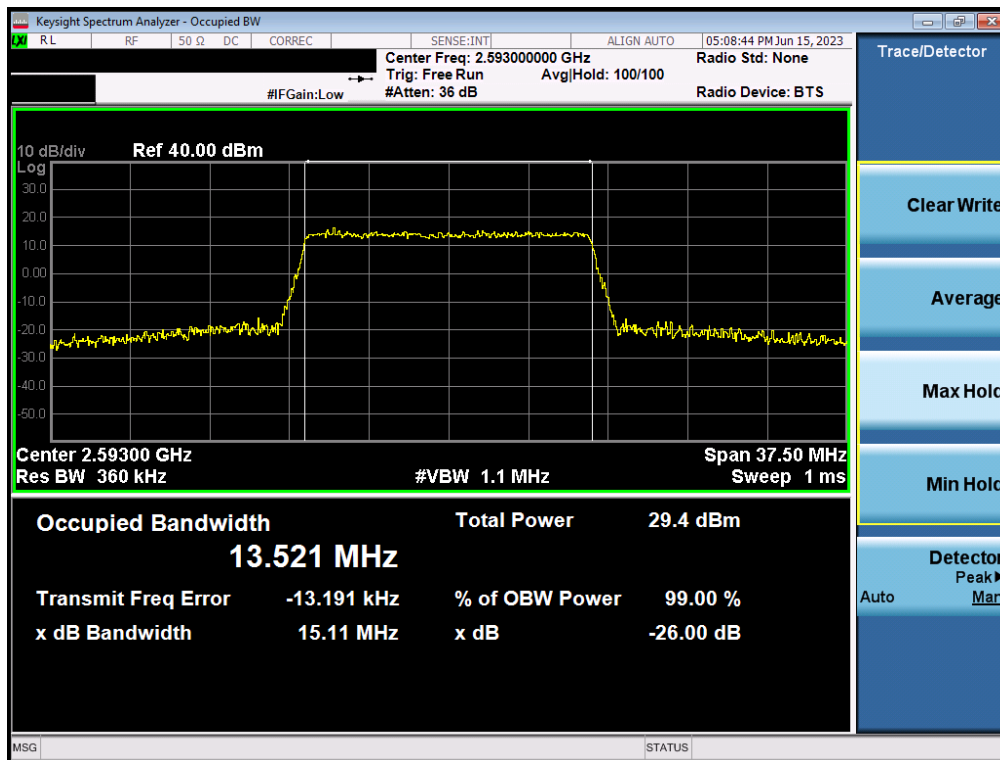 Keysight Spectrum Analyzer - Occupied BW
LXI RL RF 50 Ω DC CORREC SENSE:INT ALIGN AUTO 05:08:44 PM Jun 15, 2023
Center Freq: 2.593000000 GHz Radio Std: None
Trig: Free Run Avg|Hold: 100/100
#IFGain:Low #Atten: 36 dB Radio Device: BTS
10 dB/div Ref 40.00 dBm
Log
30.0
20.0
10.0
0.00
-10.0
-20.0
-30.0
-40.0
-50.0
Center 2.59300 GHz Span 37.50 MHz
Res BW 360 kHz #VBW 1.1 MHz Sweep 1 ms
Occupied Bandwidth Total Power 29.4 dBm
13.521 MHz
Transmit Freq Error -13.191 kHz % of OBW Power 99.00 %
x dB Bandwidth 15.11 MHz x dB -26.00 dB
MSG STATUS
Trace/Detector
Clear Write
Average
Max Hold
Min Hold
Detector
Peak▶
Auto Man